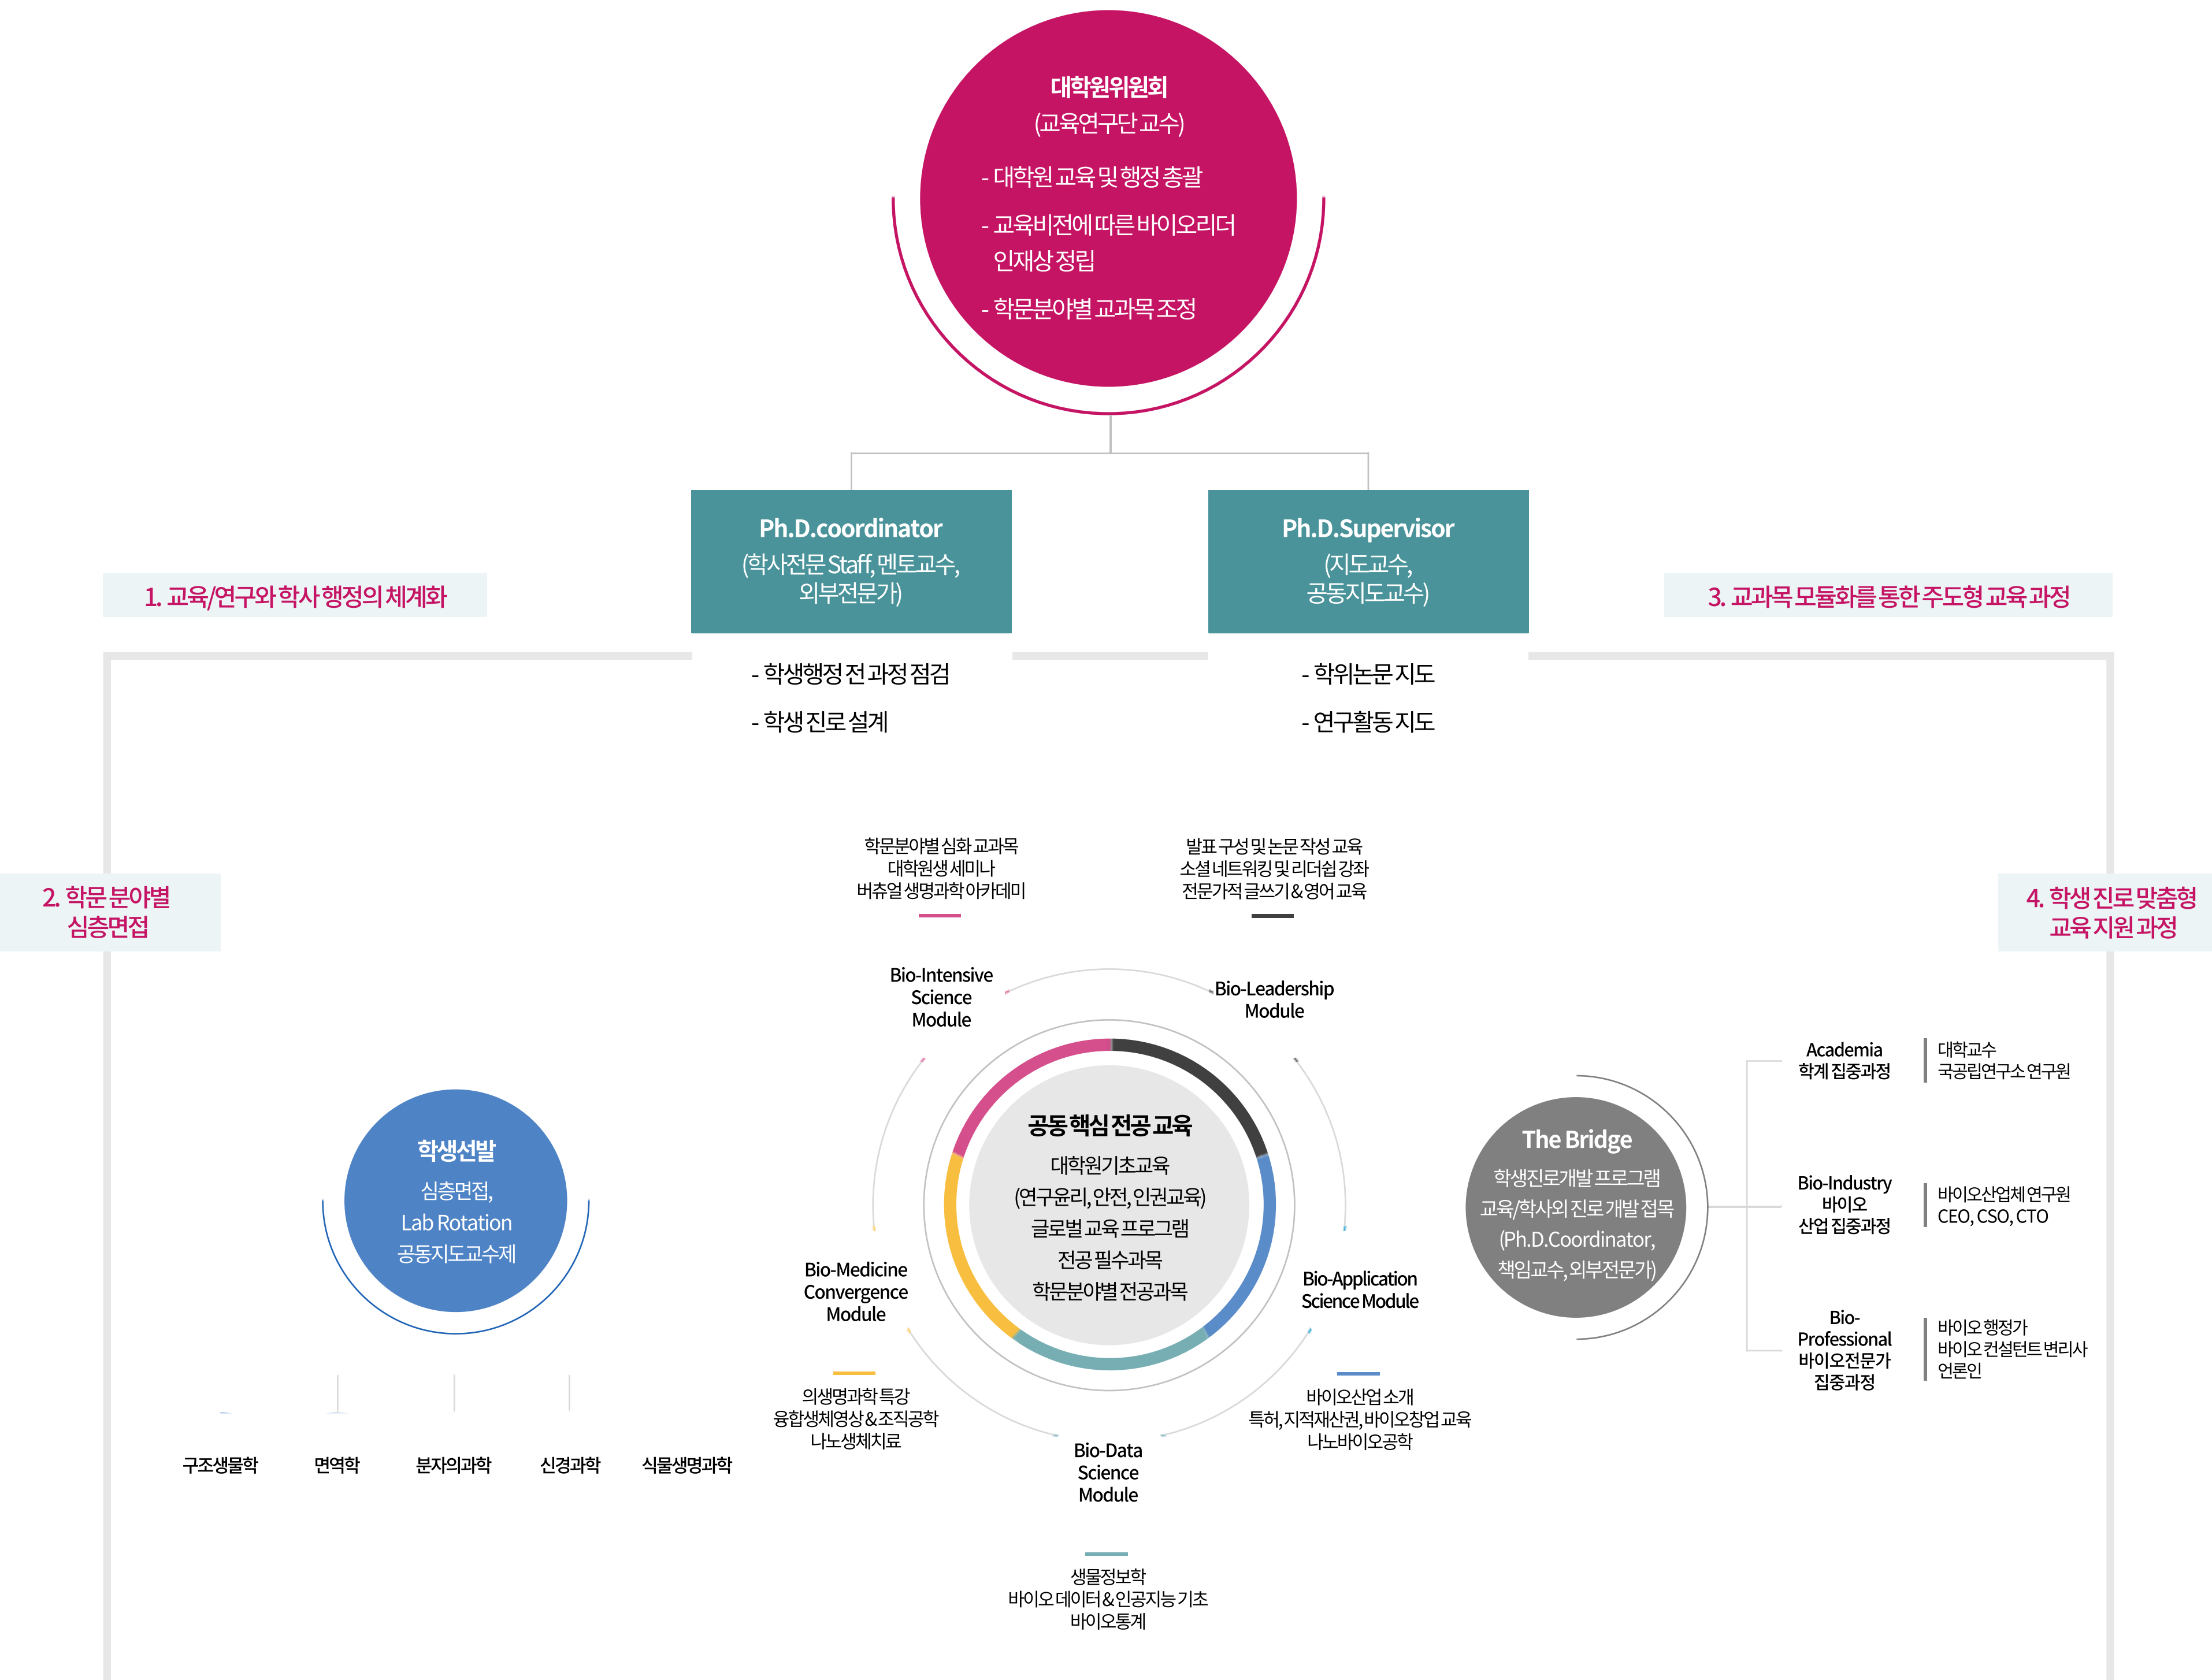 대학원위원회
(교육연구단 교수)
- 대학원 교육 및 행정 총괄
- 교육비전에 따른 바이오리더
인재상 정립
- 학문분야별 교과목 조정
Ph.D.coordinator
(학사전문 Staff, 멘토교수,
외부전문가)
Ph.D.Supervisor
(지도교수,
공동지도교수)
1. 교육/연구와 학사 행정의 체계화
3. 교과목 모듈화를 통한 주도형 교육 과정
- 학생행정 전 과정 점검
- 학생 진로 설계
- 학위논문 지도
- 연구활동 지도
2. 학문 분야별
심층면접
4. 학생 진로 맞춤형
교육 지원 과정
학문분야별 심화 교과목
대학원생 세미나
버츄얼 생명과학 아카데미
Bio-Intensive
Science
Module
발표 구성 및 논문 작성 교육
소셜 네트워킹 및 리더쉽 강좌
전문가적 글쓰기 & 영어 교육
Bio-Leadership
Module
학생선발
심층면접,
Lab Rotation
공동지도교수제
구조생물학
면역학
분자의과학
신경과학
식물생명과학
공동 핵심 전공 교육
대학원기초교육
(연구윤리, 안전, 인권교육)
글로벌 교육 프로그램
전공 필수과목
학문분야별 전공과목
Bio-Medicine
Convergence
Module
의생명과학 특강
융합생체영상 & 조직공학
나노생체치료
Bio-Application
Science Module
바이오산업 소개
특허, 지적재산권, 바이오창업 교육
나노바이오공학
Bio-Data
Science
Module
생물정보학
바이오 데이터 & 인공지능 기초
바이오통계
The Bridge
학생진로개발 프로그램
교육/학사외 진로 개발 접목
(Ph.D.Coordinator,
책임교수, 외부전문가)
Academia
학계 집중과정
대학교수
국공립연구소 연구원
Bio-Industry
바이오
산업 집중과정
바이오산업체 연구원
CEO, CSO, CTO
Bio-
Professional
바이오전문가
집중과정
바이오 행정가
바이오 컨설턴트 변리사
언론인